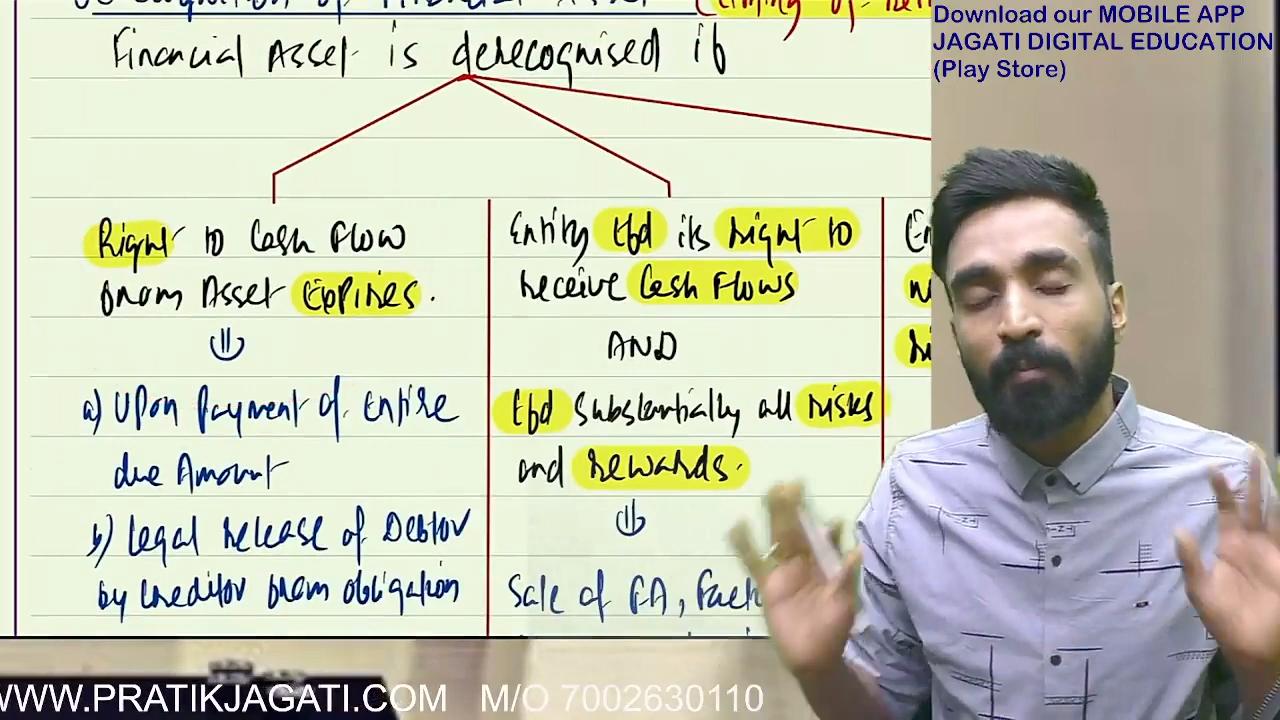 Financial Asset is derecognised if
Right to Cash Flow
from Asset Expires.
a) Upon Payment of Entire
due Amount
b) Legal release of Debtor
by creditor from obligation
Entity tfd its right to
receive Cash Flows
AND
tfd substantially all risks
and rewards.
Sale of FA,
Download our MOBILE APP
JAGATI DIGITAL EDUCATION
(Play Store)
WWW.PRATIKJAGATI.COM M/O 7002630110